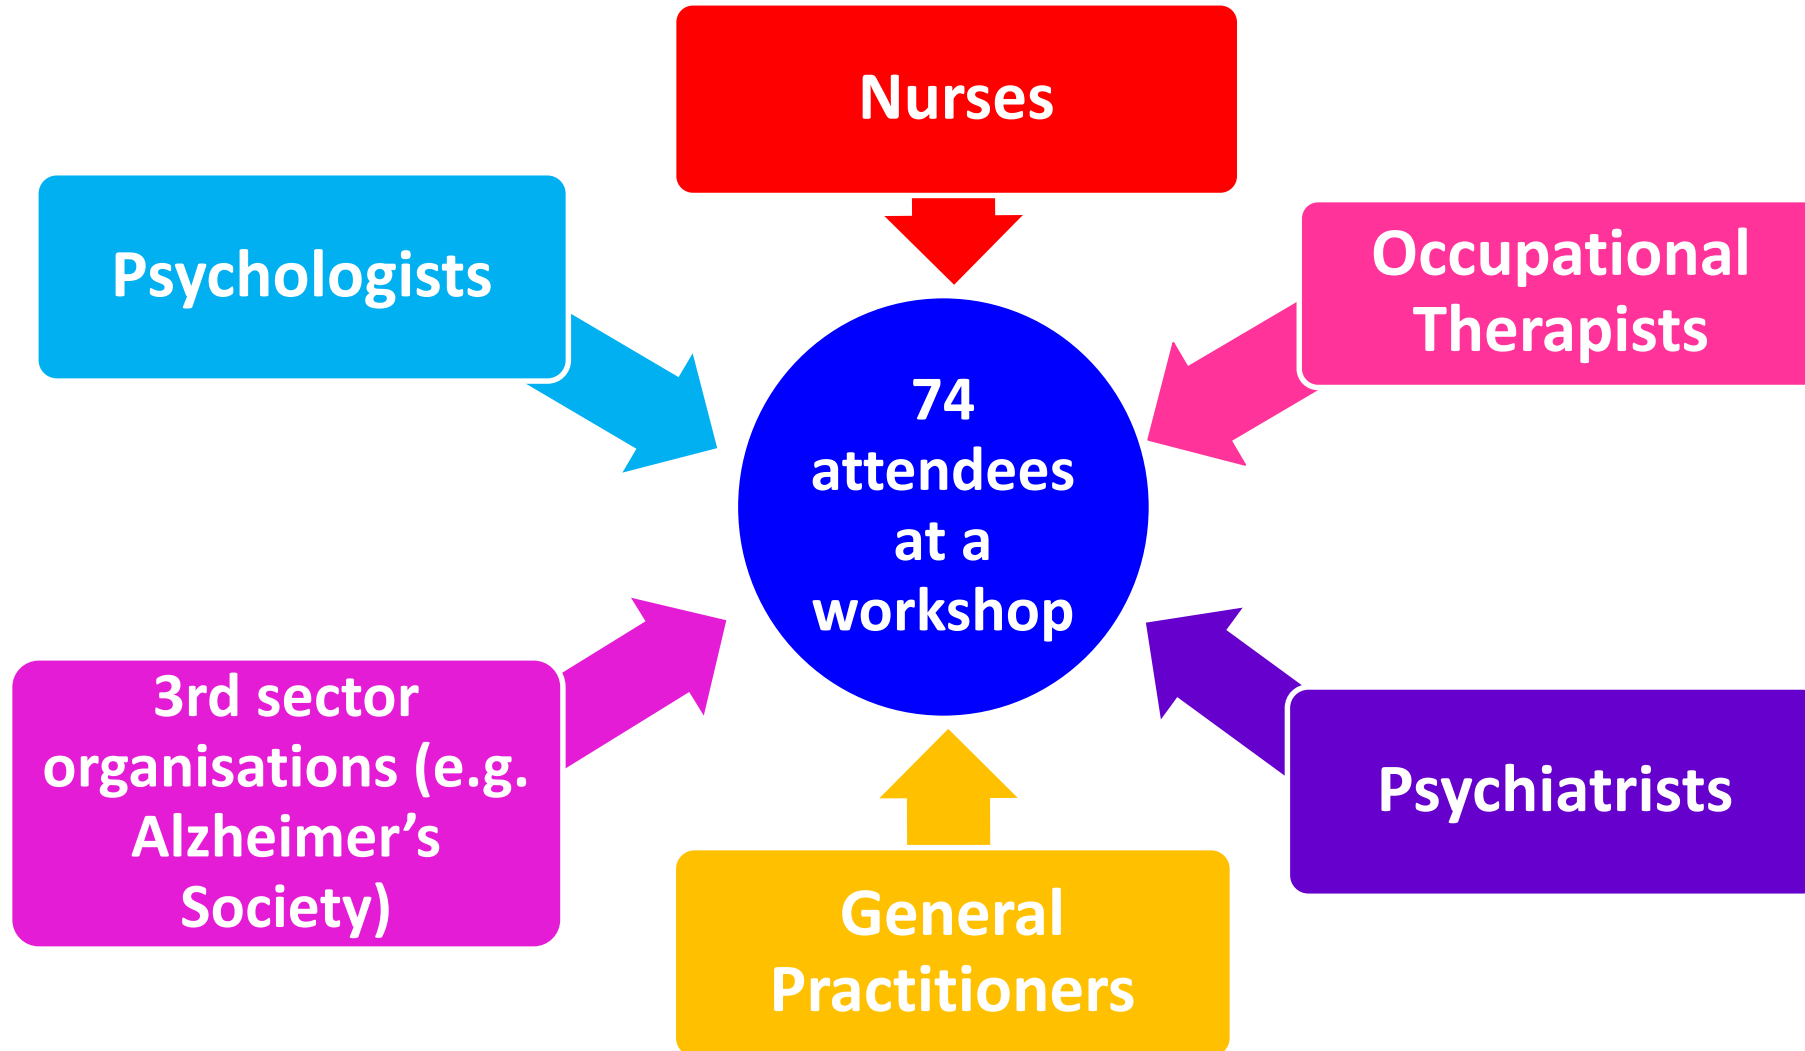 Nurses
Psychologists
Occupational
Therapists
74
attendees
at a
workshop
3rd sector
organisations (e.g.
Alzheimer’s
Society)
Psychiatrists
General
Practitioners